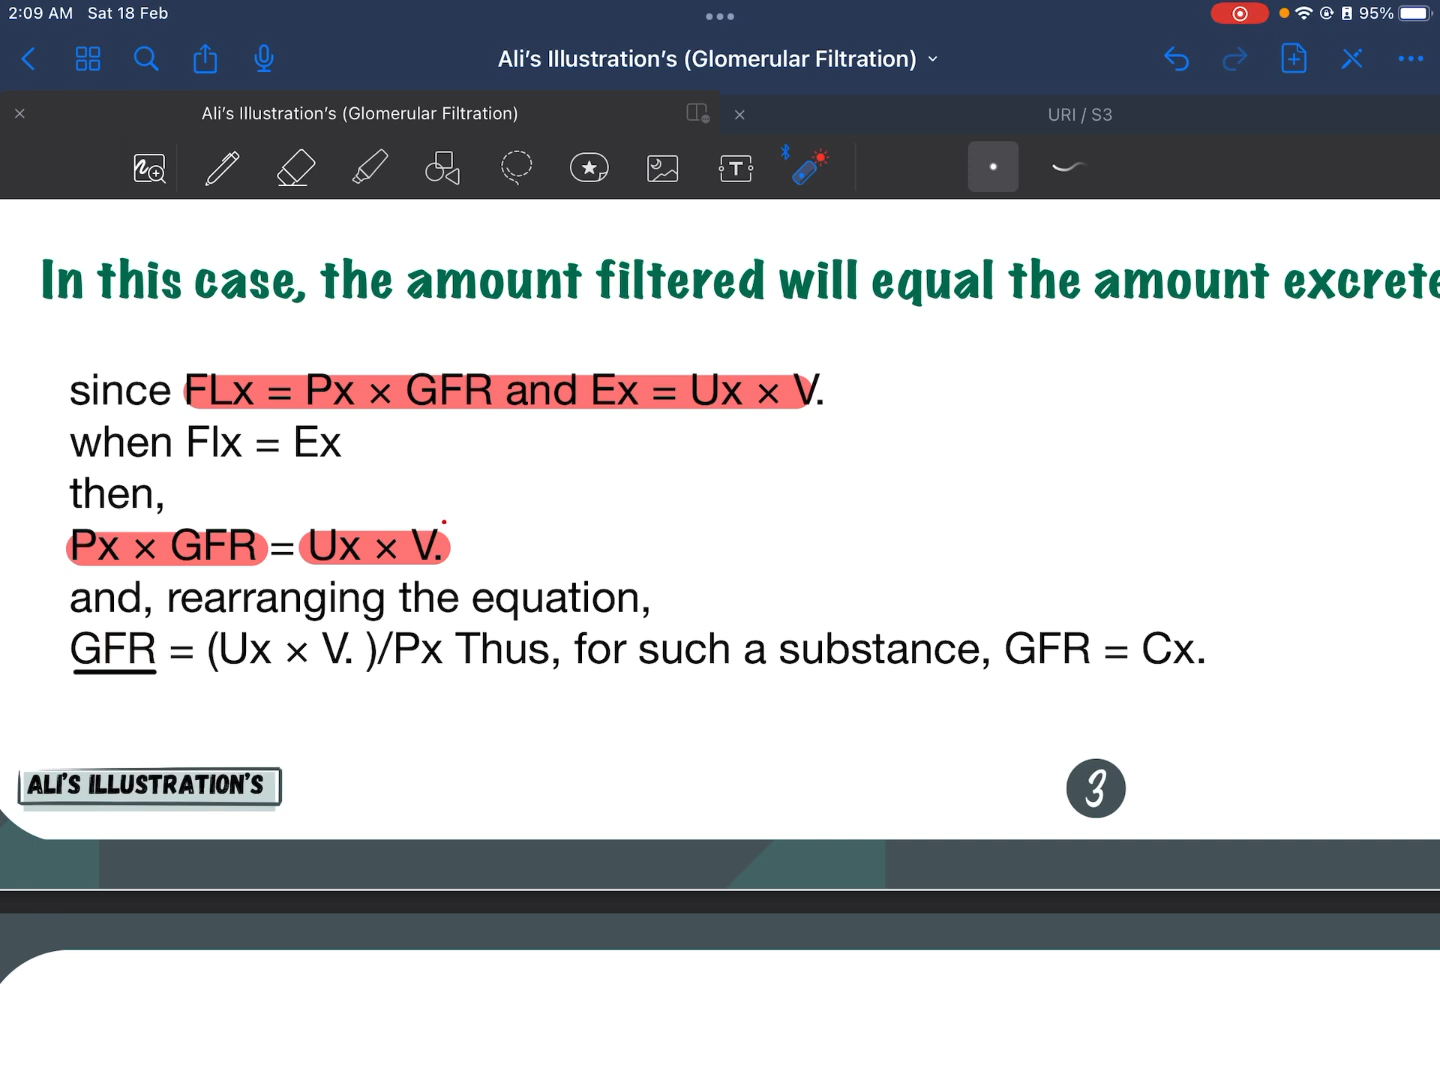 2:09 AM Sat 18 Feb
95%
Ali's Illustration's (Glomerular Filtration)
Ali's Illustration's (Glomerular Filtration)
URI / S3
In this case, the amount filtered will equal the amount excrete
since FLx = Px × GFR and Ex = Ux × V.
when Flx = Ex
then,
Px × GFR = Ux × V.
and, rearranging the equation,
GFR = (Ux × V. )/Px Thus, for such a substance, GFR = Cx.
ALI'S ILLUSTRATION'S
3